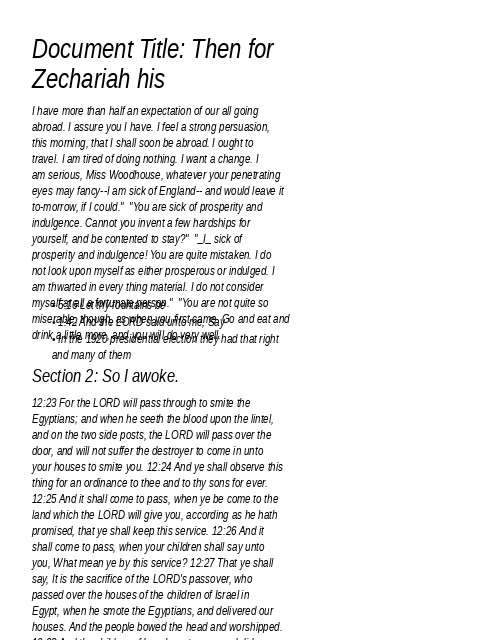 Document Title: Then for
Zechariah his
I have more than half an expectation of our all going
abroad. I assure you I have. I feel a strong persuasion,
this morning, that I shall soon be abroad. I ought to
travel. I am tired of doing nothing. I want a change. I
am serious, Miss Woodhouse, whatever your penetrating
eyes may fancy--I am sick of England-- and would leave it
to-morrow, if I could."  "You are sick of prosperity and
indulgence. Cannot you invent a few hardships for
yourself, and be contented to stay?"  "_I_ sick of
prosperity and indulgence! You are quite mistaken. I do
not look upon myself as either prosperous or indulged. I
am thwarted in every thing material. I do not consider
myself at all a fortunate person."  "You are not quite so
miserable, though, as when you first came. Go and eat and
drink a little more, and you will do very well.
• 5:16 Let thy fountains be
• 1:42 And the LORD said unto me, Say
• In the 1920 presidential election they had that right
and many of them
Section 2: So I awoke.
12:23 For the LORD will pass through to smite the
Egyptians; and when he seeth the blood upon the lintel,
and on the two side posts, the LORD will pass over the
door, and will not suffer the destroyer to come in unto
your houses to smite you. 12:24 And ye shall observe this
thing for an ordinance to thee and to thy sons for ever.
12:25 And it shall come to pass, when ye be come to the
land which the LORD will give you, according as he hath
promised, that ye shall keep this service. 12:26 And it
shall come to pass, when your children shall say unto
you, What mean ye by this service? 12:27 That ye shall
say, It is the sacrifice of the LORD's passover, who
passed over the houses of the children of Israel in
Egypt, when he smote the Egyptians, and delivered our
houses. And the people bowed the head and worshipped.